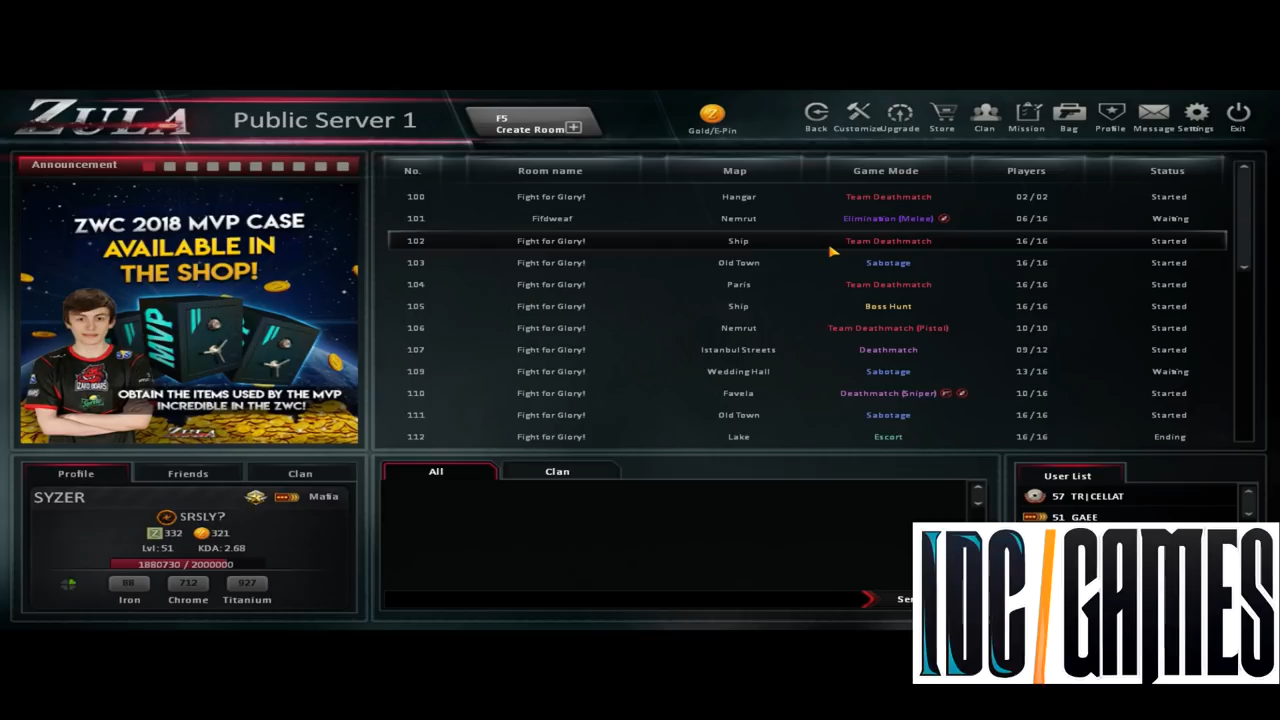 ZULA
Public Server 1
F5
Create Room
Gold/E-Pin
Back Customize Upgrade Store Clan Mission Bag Profile Message Settings Exit
Announcement
ZWC 2018 MVP CASE
AVAILABLE IN
THE SHOP!
MVP
OBTAIN THE ITEMS USED BY THE MVP
INCREDIBLE IN THE ZWC!
No. Room name Map Game Mode Players Status
100 Fight for Glory! Hangar Team Deathmatch 02/02 Started
101 Fifdweaf Nemrut Elimination (Melee) 06/16 Waiting
102 Fight for Glory! Ship Team Deathmatch 16/16 Started
103 Fight for Glory! Old Town Sabotage 16/16 Started
104 Fight for Glory! Paris Team Deathmatch 16/16 Started
105 Fight for Glory! Ship Boss Hunt 16/16 Started
106 Fight for Glory! Nemrut Team Deathmatch (Pistol) 10/10 Started
107 Fight for Glory! Istanbul Streets Deathmatch 09/12 Started
109 Fight for Glory! Wedding Hall Sabotage 13/16 Waiting
110 Fight for Glory! Favela Deathmatch (Sniper) 10/16 Started
111 Fight for Glory! Old Town Sabotage 16/16 Started
112 Fight for Glory! Lake Escort 16/16 Ending
Profile Friends Clan
SYZER Mafia
SRSLY?
332 321
Lvl: 51 KDA: 2.68
1880730 / 2000000
88 712 927
Iron Chrome Titanium
All Clan
Se
User List
57 TR|CELLAT
51 GAEE
IDC/GAMES